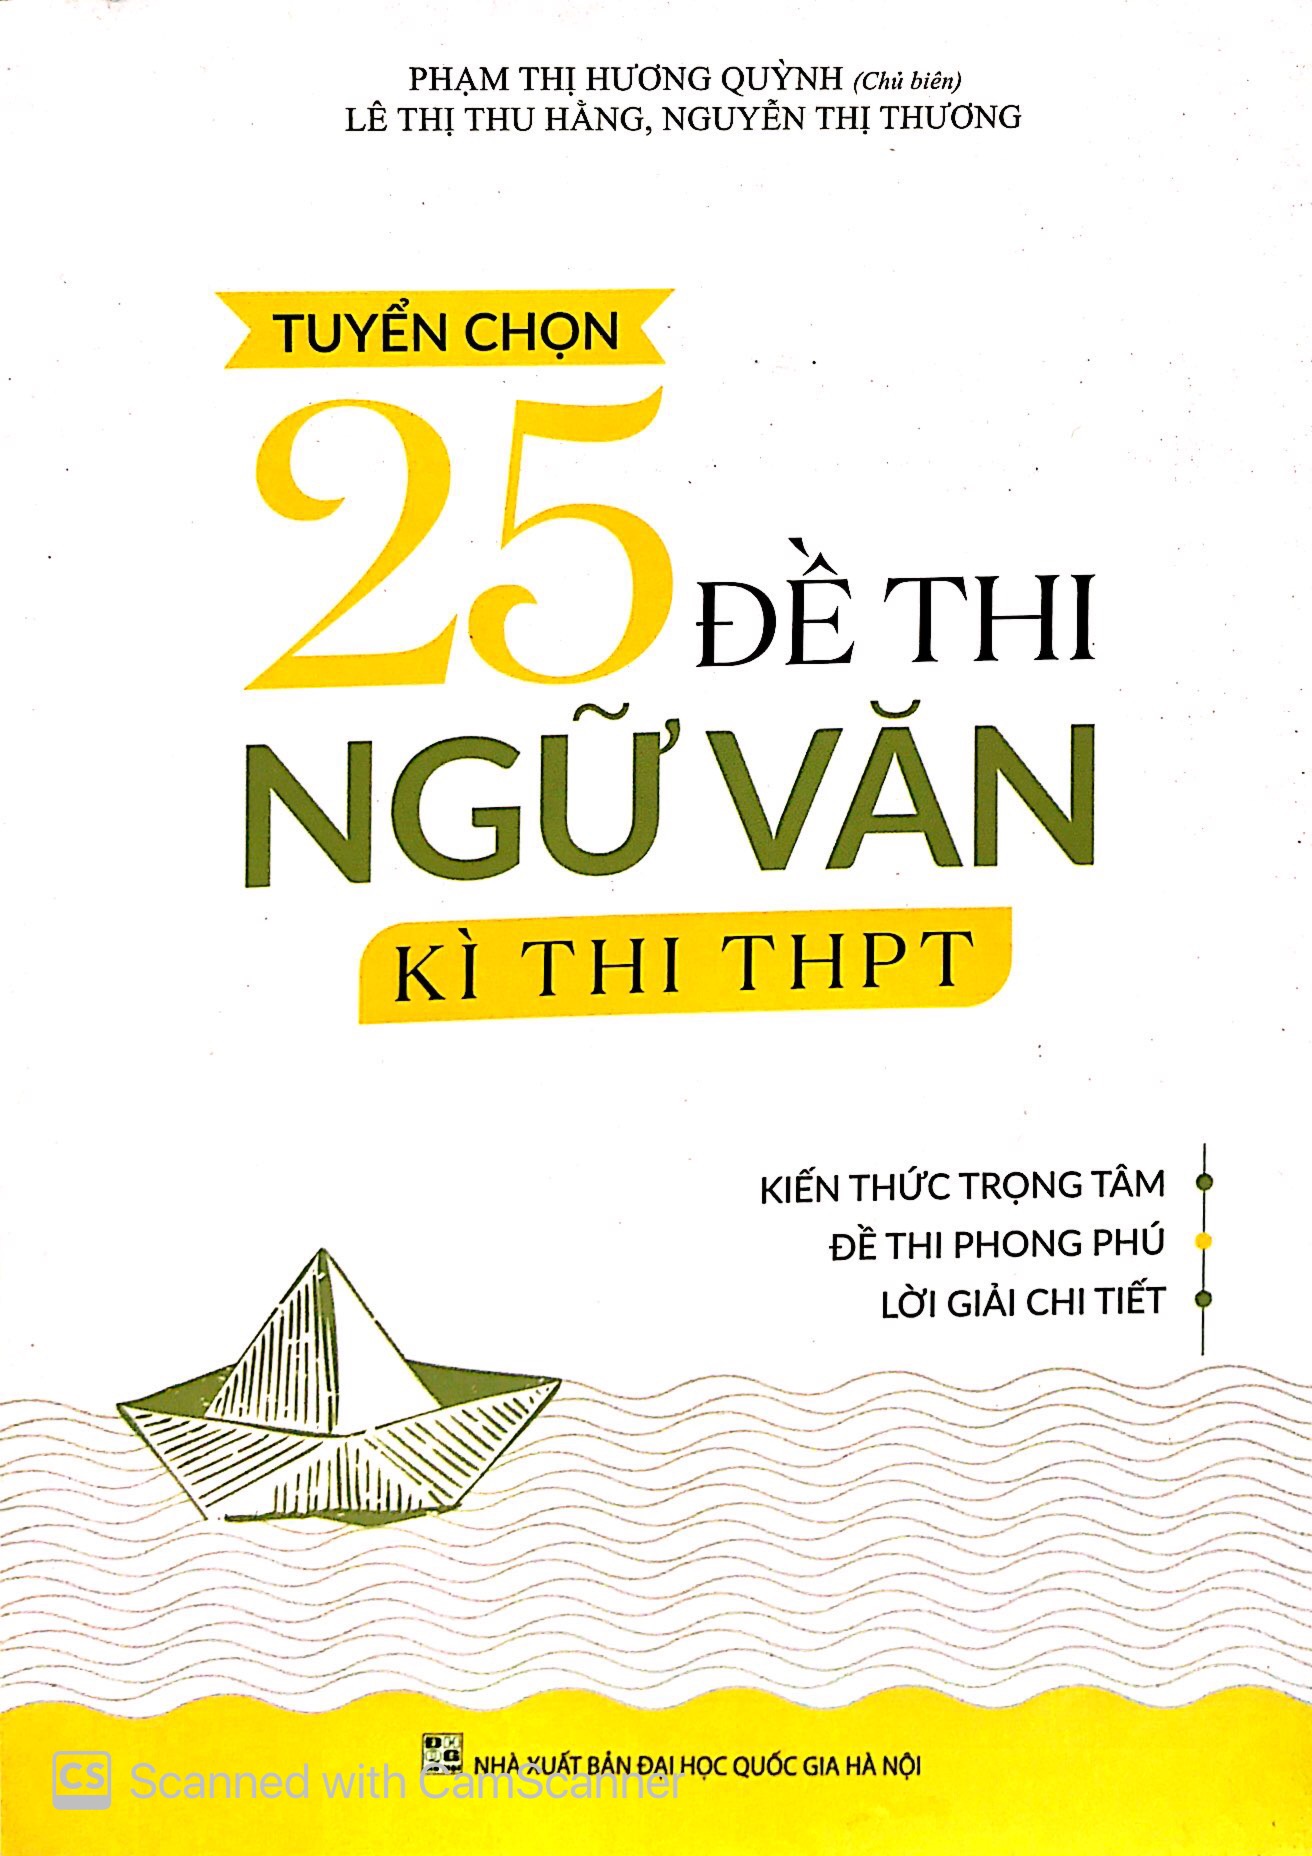 PHẠM THỊ HƯƠNG QUỲNH (Chủ biên)
LÊ THỊ THU HẰNG, NGUYỄN THỊ THƯƠNG
TUYỂN CHỌN
25 ĐỀ THI
NGỮ VĂN
KÌ THI THPT
KIẾN THỨC TRỌNG TÂM
ĐỀ THI PHONG PHÚ
LỜI GIẢI CHI TIẾT
NHÀ XUẤT BẢN ĐẠI HỌC QUỐC GIA HÀ NỘI
CS Scanned with CamScanner